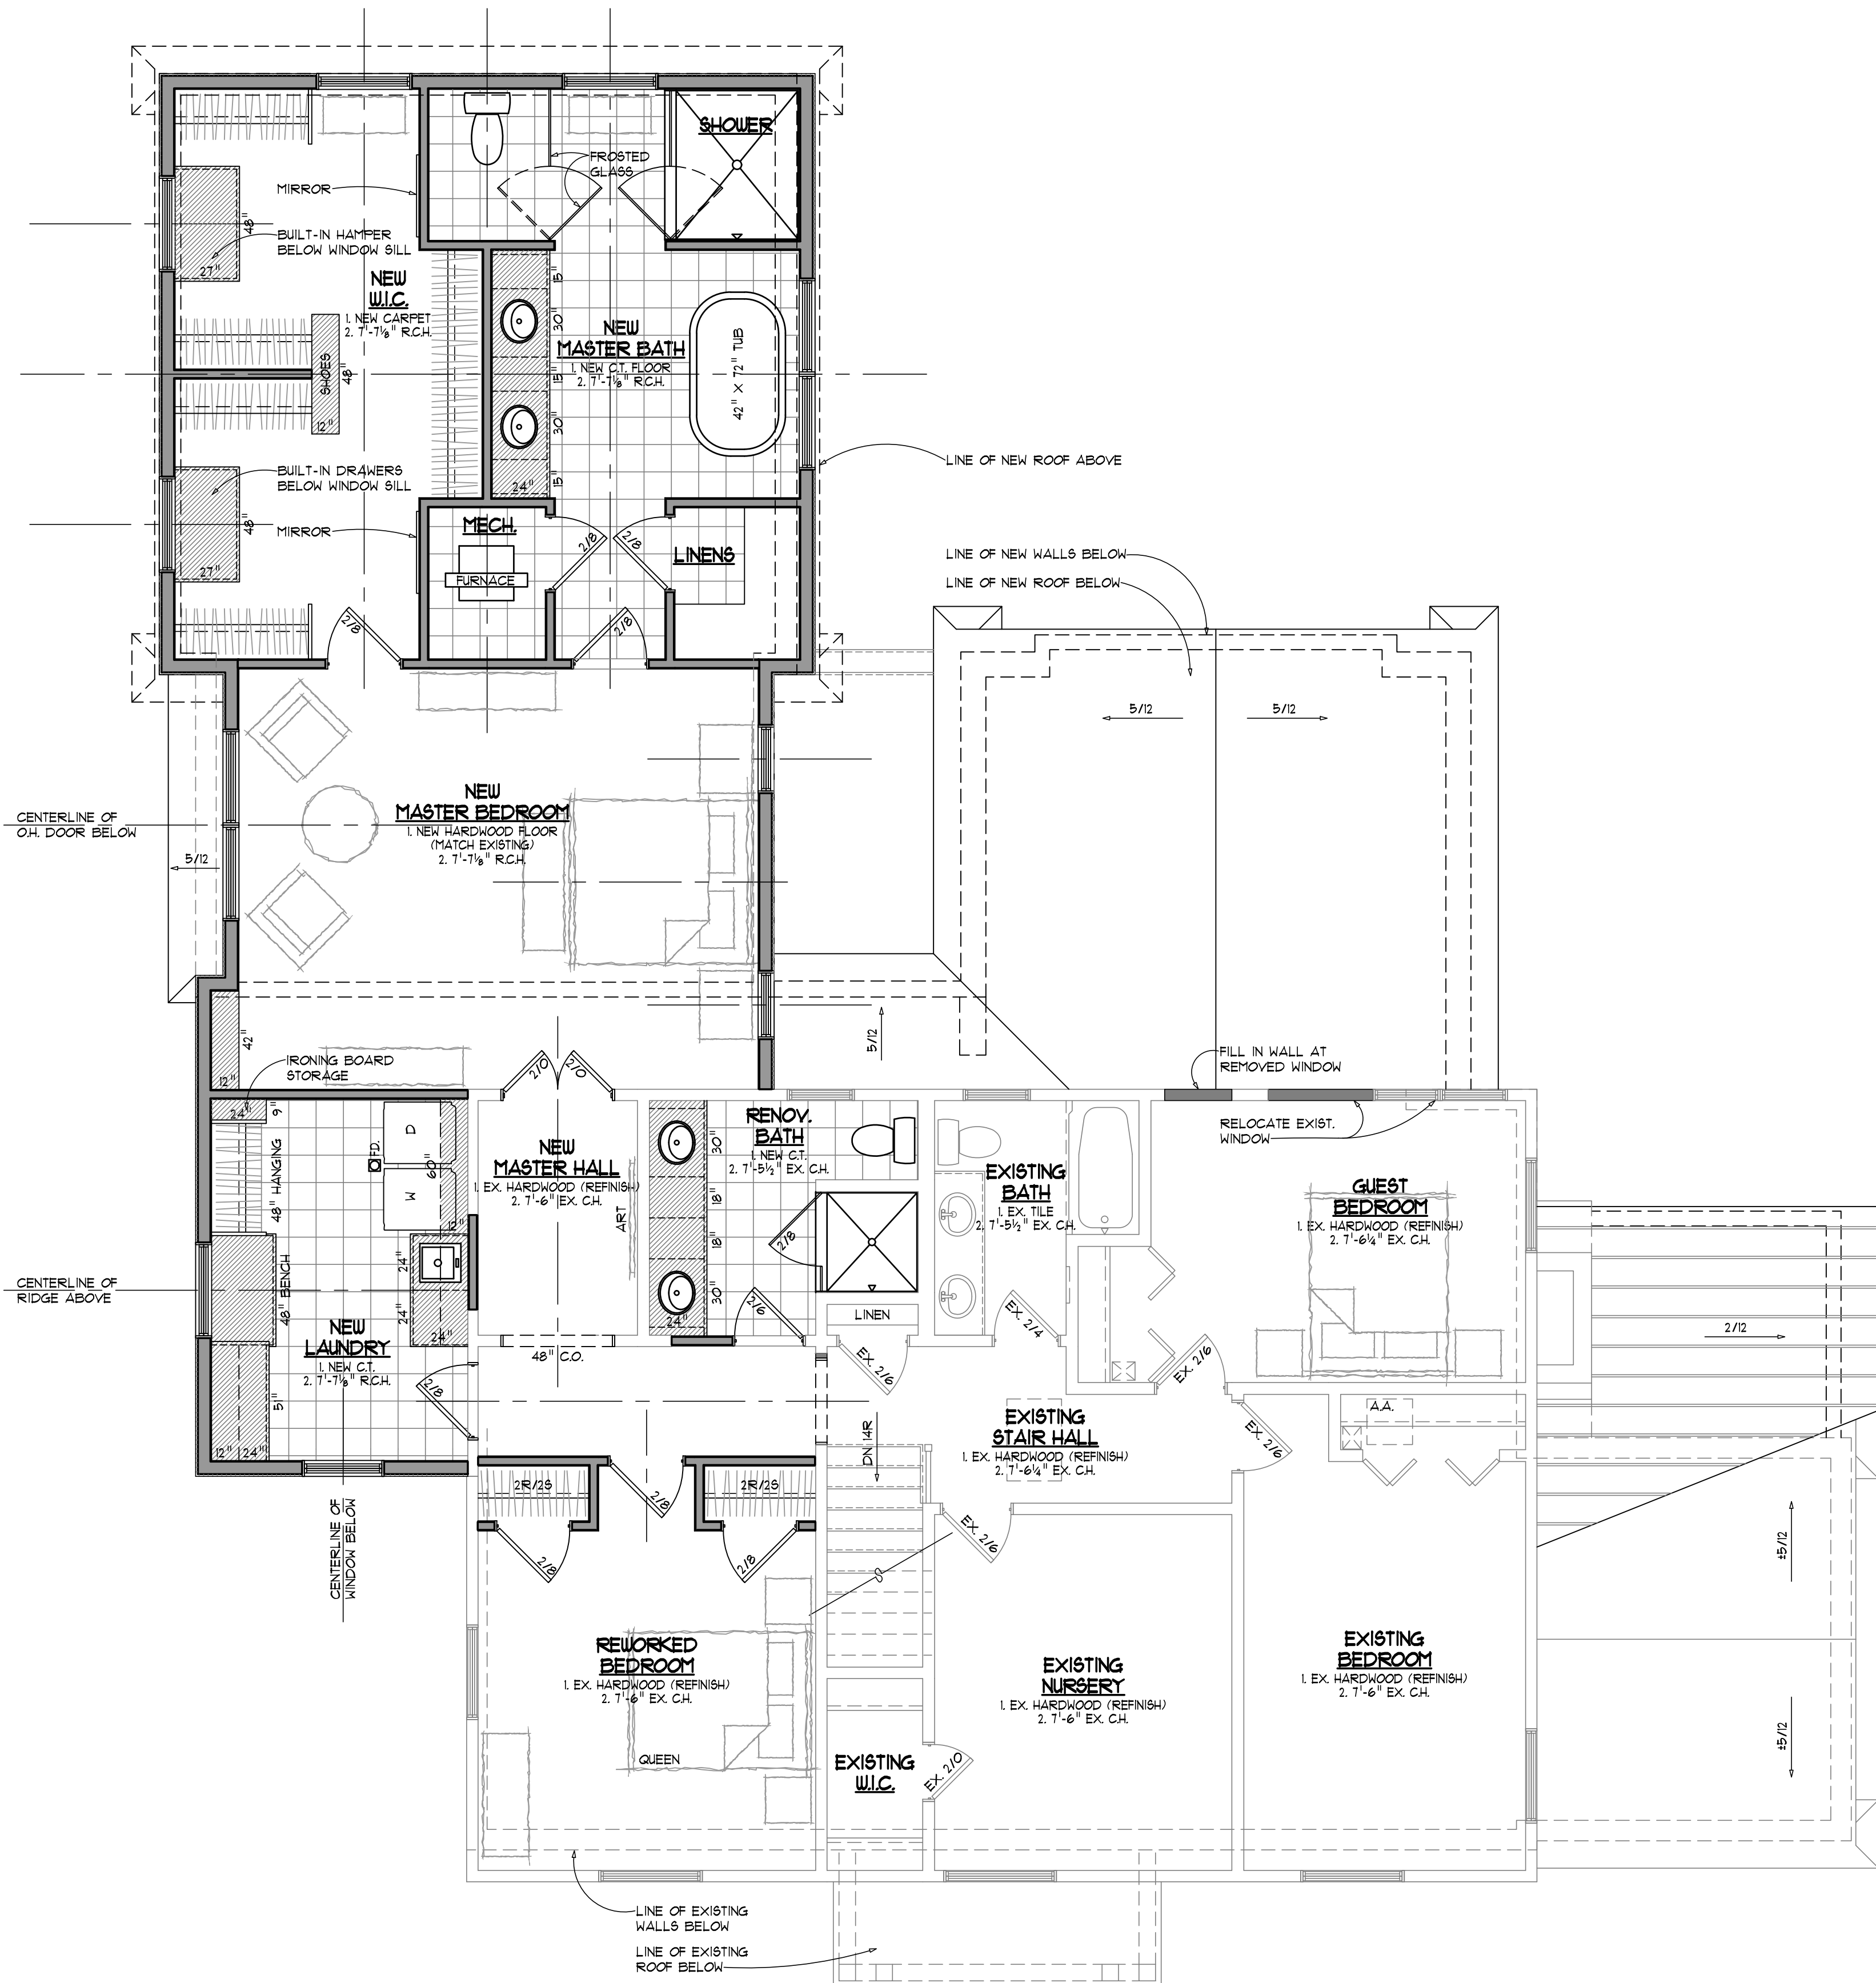 SHOWER
FROSTED
GLASS
MIRROR
48"
BUILT-IN HAMPER
BELOW WINDOW SILL
27"
NEW
W.I.C.
1. NEW CARPET
2. 7'-7⅛" R.C.H.
SHOES
48"
12"
15"
30"
15"
30"
15"
24"
NEW
MASTER BATH
1. NEW C.T. FLOOR
2. 7'-7⅛" R.C.H.
42" X 72" TUB
BUILT-IN DRAWERS
BELOW WINDOW SILL
48"
27"
MIRROR
LINE OF NEW ROOF ABOVE
MECH.
FURNACE
2/8
2/8
LINENS
2/8
2/8
LINE OF NEW WALLS BELOW
LINE OF NEW ROOF BELOW
5/12
5/12
NEW
MASTER BEDROOM
1. NEW HARDWOOD FLOOR
(MATCH EXISTING)
2. 7'-7⅛" R.C.H.
CENTERLINE OF
O.H. DOOR BELOW
5/12
42"
12"
5/12
IRONING BOARD
STORAGE
2/0
2/0
FILL IN WALL AT
REMOVED WINDOW
RELOCATE EXIST.
WINDOW
24"
9"
48" HANGING
F.D.
D
W
60"
12"
NEW
MASTER HALL
1. EX. HARDWOOD (REFINISH)
2. 7'-6" EX. C.H.
ART
30"
18"
18"
30"
24"
RENOV.
BATH
1. NEW C.T.
2. 7'-5½" EX. C.H.
2/8
2/6
LINEN
EXISTING
BATH
1. EX. TILE
2. 7'-5½" EX. C.H.
EX. 2/4
GUEST
BEDROOM
1. EX. HARDWOOD (REFINISH)
2. 7'-6¼" EX. C.H.
CENTERLINE OF
RIDGE ABOVE
48" BENCH
24"
24"
24"
NEW
LAUNDRY
1. NEW C.T.
2. 7'-7⅛" R.C.H.
51"
12"
24"
2/8
48" C.O.
EX. 2/6
EX. 2/6
2/12
A.A.
EX. 2/6
DN 14R
EXISTING
STAIR HALL
1. EX. HARDWOOD (REFINISH)
2. 7'-6¼" EX. C.H.
2R/2S
2R/2S
2/8
2/8
2/8
EX. 2/6
CENTERLINE OF
WINDOW BELOW
±5/12
REWORKED
BEDROOM
1. EX. HARDWOOD (REFINISH)
2. 7'-6" EX. C.H.
QUEEN
EXISTING
NURSERY
1. EX. HARDWOOD (REFINISH)
2. 7'-6" EX. C.H.
EXISTING
BEDROOM
1. EX. HARDWOOD (REFINISH)
2. 7'-6" EX. C.H.
±5/12
EXISTING
W.I.C.
EX. 2/0
LINE OF EXISTING
WALLS BELOW
LINE OF EXISTING
ROOF BELOW